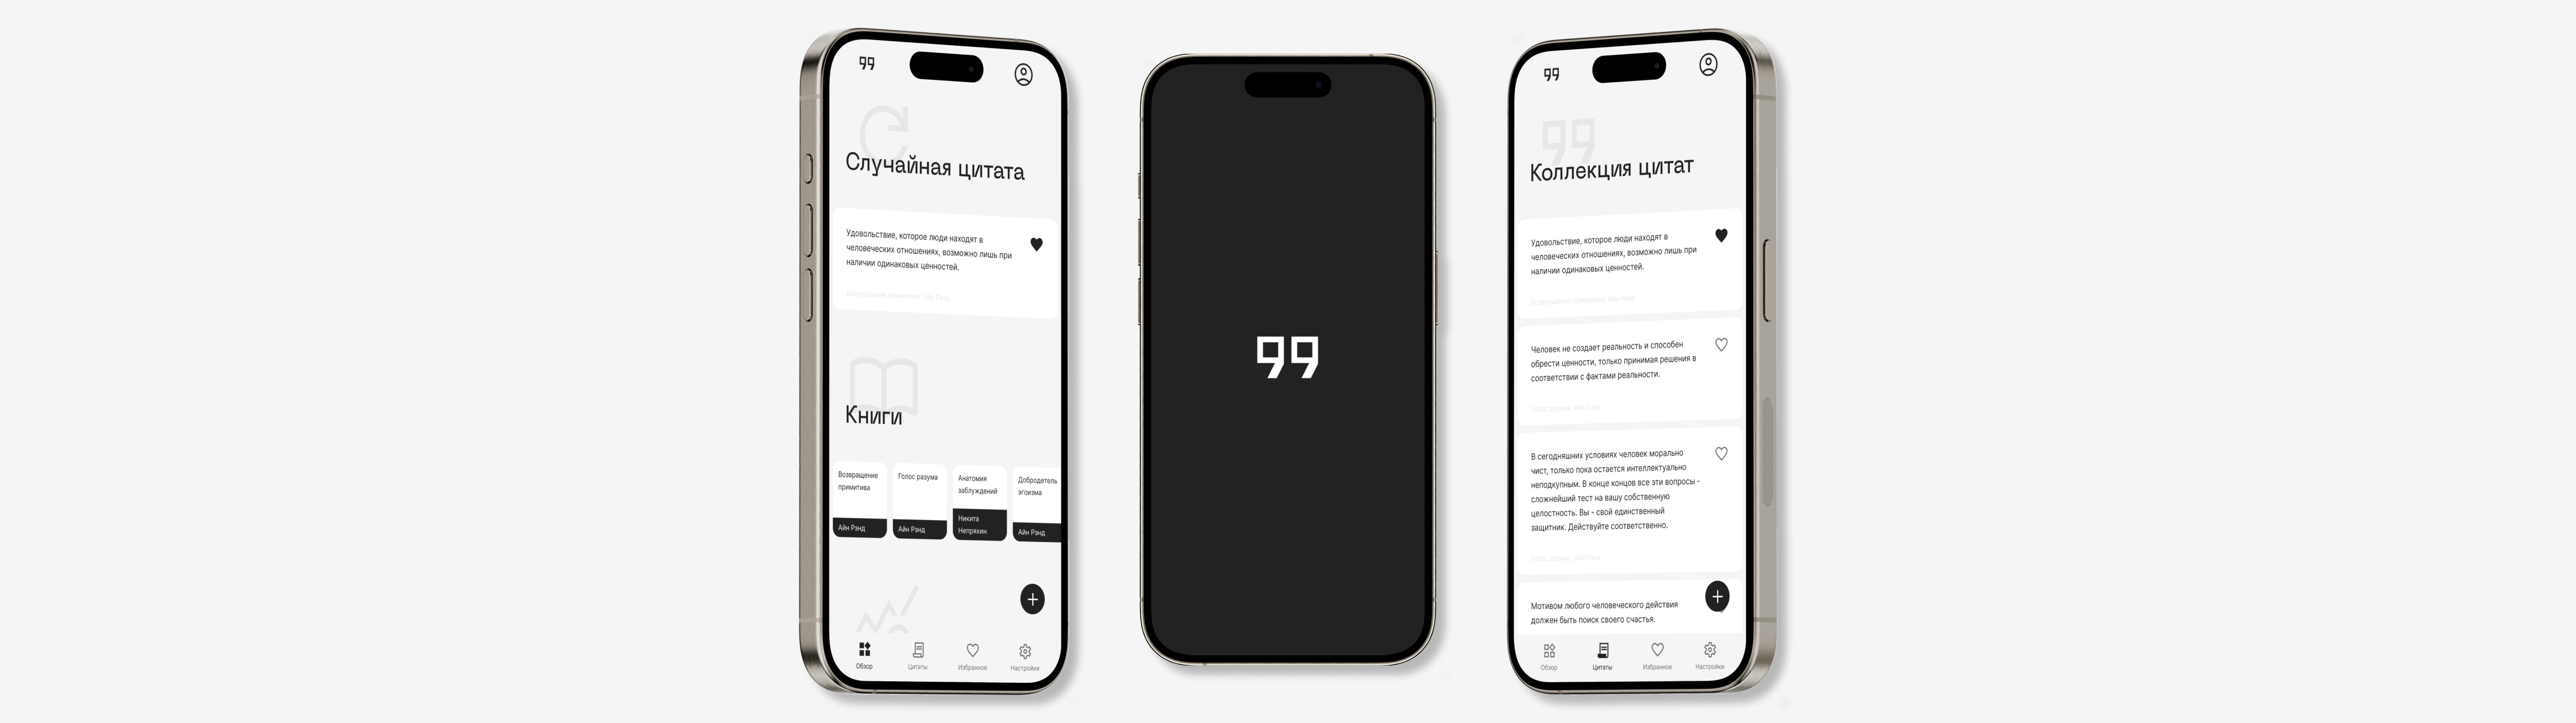 Случайная цитата
Удовольствие, которое люди находят в
человеческих отношениях, возможно лишь при
наличии одинаковых ценностей.
Возвращение примитива, Айн Рэнд
Книги
Возвращение
примитива
Айн Рэнд
Голос разума
Айн Рэнд
Анатомия
заблуждений
Никита
Непряхин
Добродетель
эгоизма
Айн Рэнд
Обзор
Цитаты
Избранное
Настройки
99
Коллекция цитат
Удовольствие, которое люди находят в
человеческих отношениях, возможно лишь при
наличии одинаковых ценностей.
Возвращение примитива, Айн Рэнд
Человек не создает реальность и способен
обрести ценности, только принимая решения в
соответствии с фактами реальности.
Голос разума, Айн Рэнд
В сегодняшних условиях человек морально
чист, только пока остается интеллектуально
неподкупным. В конце концов все эти вопросы -
сложнейший тест на вашу собственную
целостность. Вы - свой единственный
защитник. Действуйте соответственно.
Голос разума, Айн Рэнд
Мотивом любого человеческого действия
должен быть поиск своего счастья.
Обзор
Цитаты
Избранное
Настройки